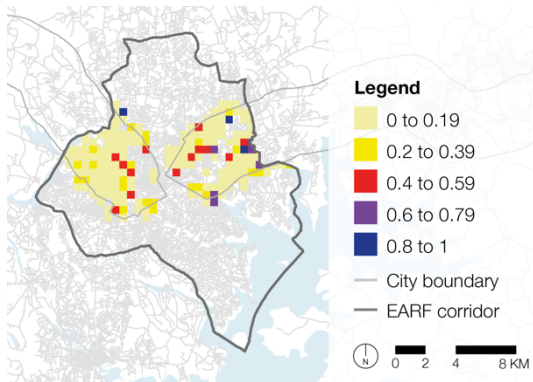 Legend
0 to 0.19
0.2 to 0.39
0.4 to 0.59
0.6 to 0.79
0.8 to 1
City boundary
EARF corridor
N
0 2 4 8 KM